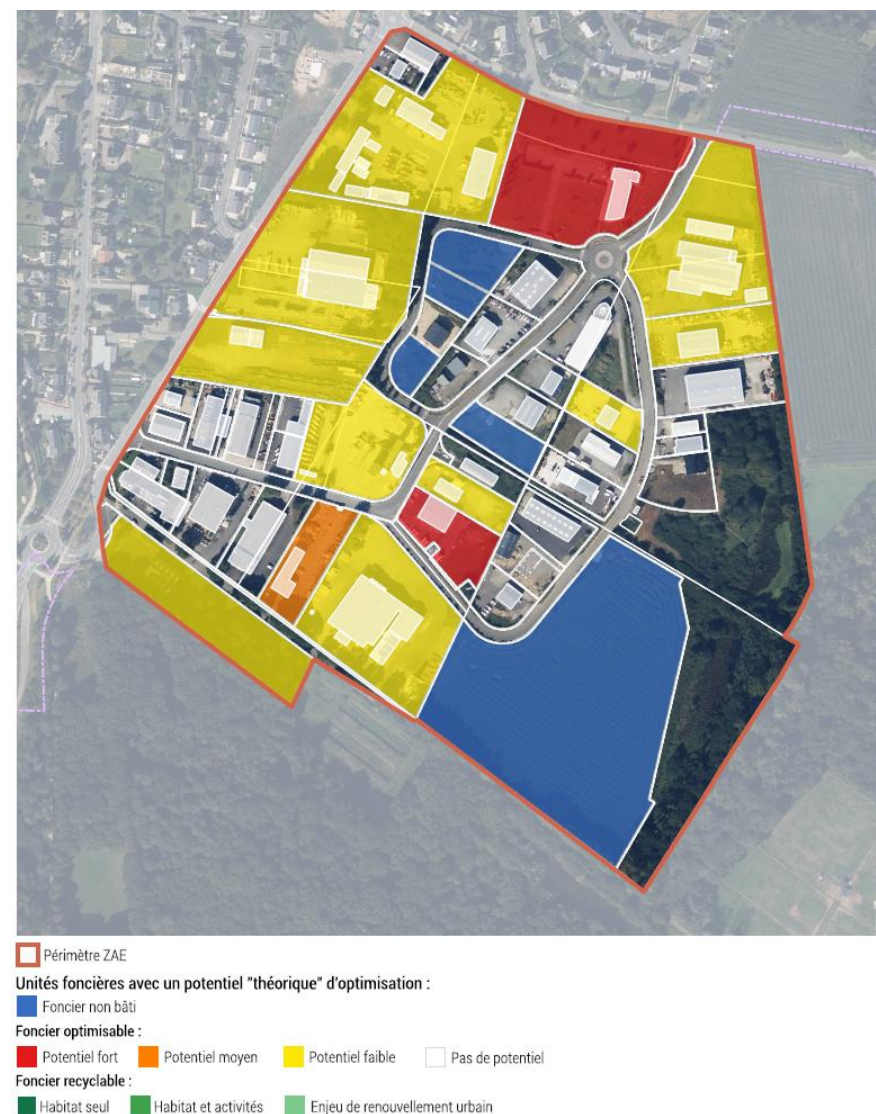 Périmètre ZAE
Unités foncières avec un potentiel "théorique" d'optimisation :
Foncier non bâti
Foncier optimisable :
Potentiel fort Potentiel moyen Potentiel faible Pas de potentiel
Foncier recyclable :
Habitat seul Habitat et activités Enjeu de renouvellement urbain